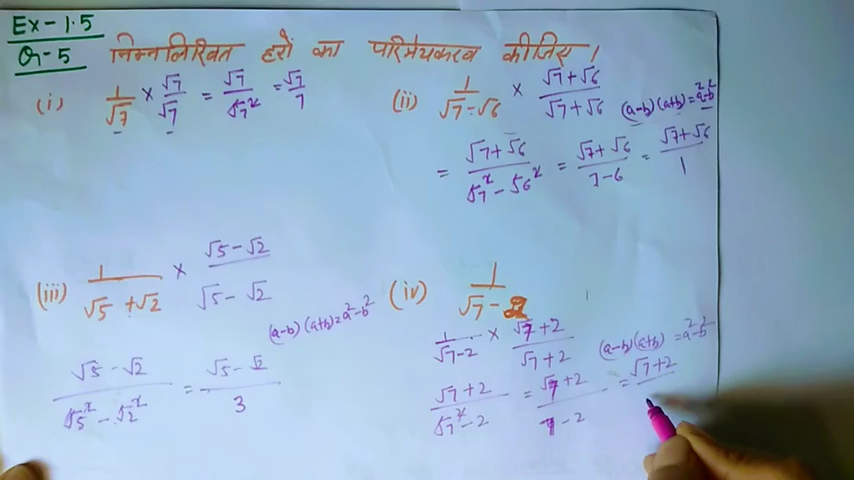 Ex-1.5
Q-5 निम्नलिखित हरों का परिमेयकरव कीजिए।
(i) 1/√7 × √7/√7 = √7/√7² = √7/7
(ii) 1/√7-√6 × √7+√6/√7+√6 (a-b)(a+b)=a²-b²
= √7+√6/√7²-√6² = √7+√6/7-6 = √7+√6/1
(iii) 1/√5+√2 × √5-√2/√5-√2
(a-b)(a+b)=a²-b²
√5-√2/√5²-√2² = √5-√2/3
(iv) 1/√7-2
1/√7-2 × √7+2/√7+2 (a-b)(a+b)=a²-b²
√7+2/√7²-2 = √7+2/7-2 = √7+2